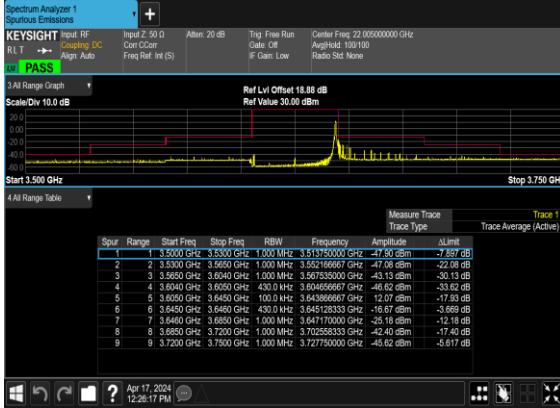 Spectrum Analyzer 1
Spurious Emissions
+
KEYSIGHT Input: RF Input Z: 50 Ω Atten: 20 dB Trig: Free Run Center Freq: 22.005000000 GHz
RLT Coupling: DC Corr CCorr Gate: Off Avg|Hold: 100/100
Align: Auto Freq Ref: Int (S) IF Gain: Low Radio Std: None
PASS
3 All Range Graph Ref Lvl Offset 18.88 dB
Scale/Div 10.0 dB Ref Value 30.00 dBm
20.0
0.00
-20.0
-40.0
-60.0
Start 3.500 GHz Stop 3.750 GH
4 All Range Table
Measure Trace Trace 1
Trace Type Trace Average (Active)
Spur Range Start Freq Stop Freq RBW Frequency Amplitude ΔLimit
1 1 3.5000 GHz 3.5300 GHz 1.000 MHz 3.513750000 GHz -47.90 dBm -7.897 dB
2 2 3.5300 GHz 3.5650 GHz 1.000 MHz 3.552166667 GHz -47.08 dBm -22.08 dB
3 3 3.5650 GHz 3.6040 GHz 1.000 MHz 3.567535000 GHz -43.13 dBm -30.13 dB
4 4 3.6040 GHz 3.6050 GHz 430.0 kHz 3.604656667 GHz -46.62 dBm -33.62 dB
5 5 3.6050 GHz 3.6450 GHz 100.0 kHz 3.643866667 GHz 12.07 dBm -17.93 dB
6 6 3.6450 GHz 3.6460 GHz 430.0 kHz 3.645128333 GHz -16.67 dBm -3.669 dB
7 7 3.6460 GHz 3.6850 GHz 1.000 MHz 3.647170000 GHz -25.18 dBm -12.18 dB
8 8 3.6850 GHz 3.7200 GHz 1.000 MHz 3.702558333 GHz -42.40 dBm -17.40 dB
9 9 3.7200 GHz 3.7500 GHz 1.000 MHz 3.727750000 GHz -45.62 dBm -5.617 dB
? Apr 17, 2024
12:26:17 PM